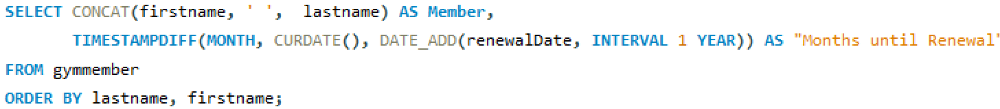 SELECT CONCAT(firstname, ' ',  lastname) AS Member,
       TIMESTAMPDIFF(MONTH, CURDATE(), DATE_ADD(renewalDate, INTERVAL 1 YEAR)) AS "Months until Renewal"
FROM gymmember
ORDER BY lastname, firstname;